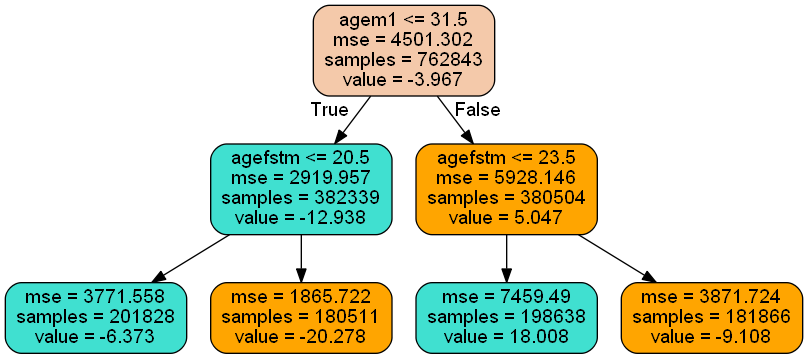 agem1 <= 31.5
mse = 4501.302
samples = 762843
value = -3.967
True
False
agefstm <= 20.5
mse = 2919.957
samples = 382339
value = -12.938
agefstm <= 23.5
mse = 5928.146
samples = 380504
value = 5.047
mse = 3771.558
samples = 201828
value = -6.373
mse = 1865.722
samples = 180511
value = -20.278
mse = 7459.49
samples = 198638
value = 18.008
mse = 3871.724
samples = 181866
value = -9.108